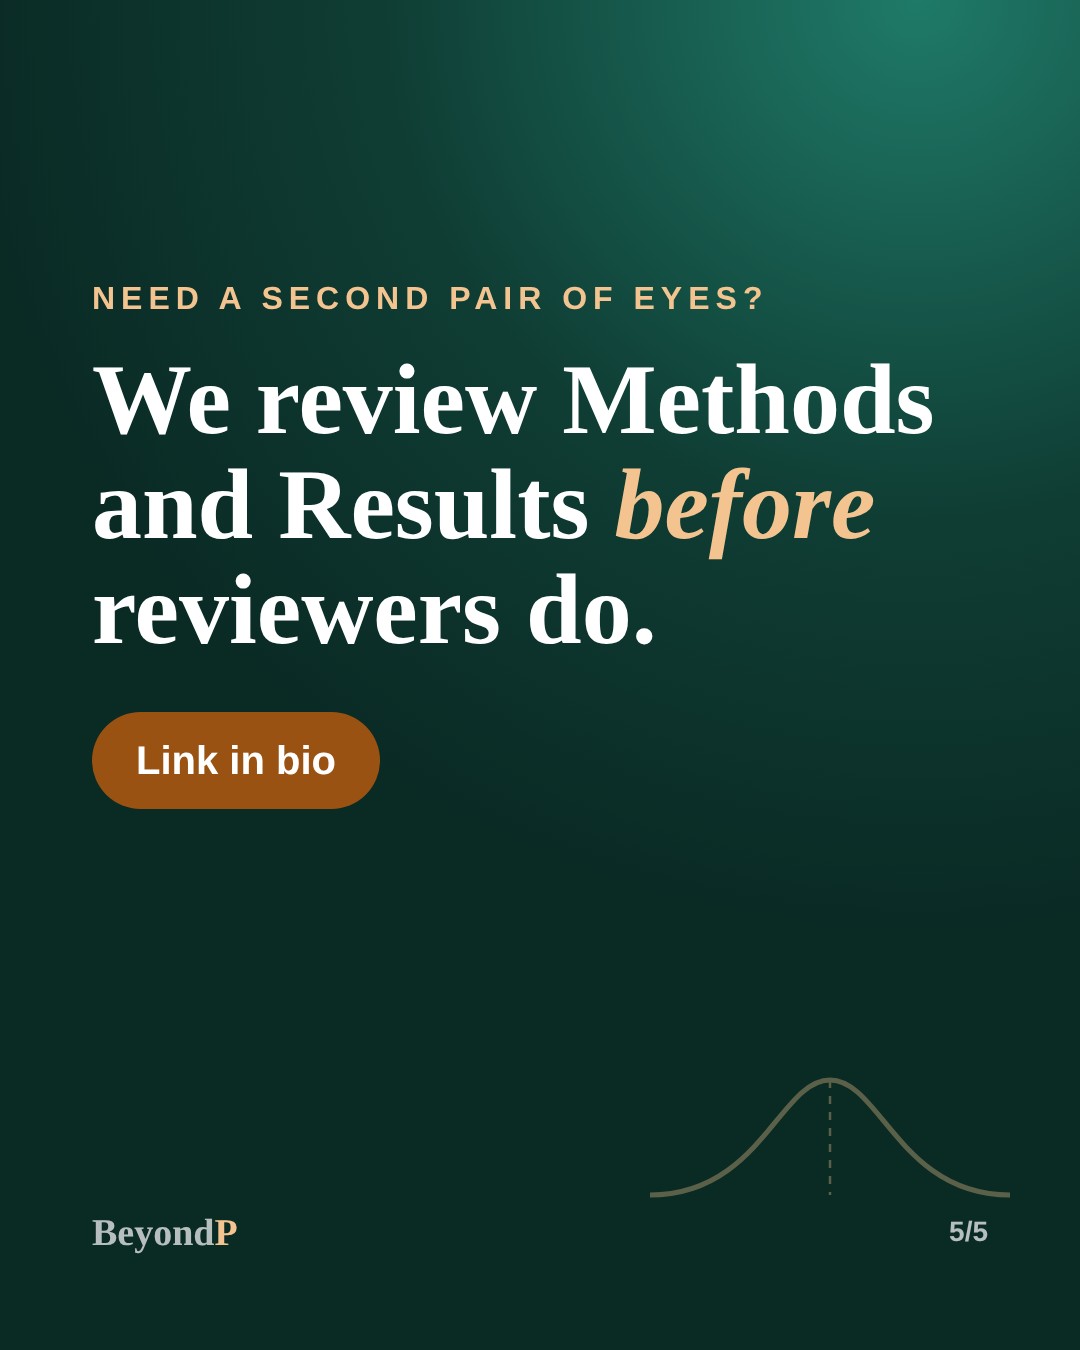 NEED A SECOND PAIR OF EYES?
We review Methods
and Results before
reviewers do.
Link in bio
BeyondP
5/5